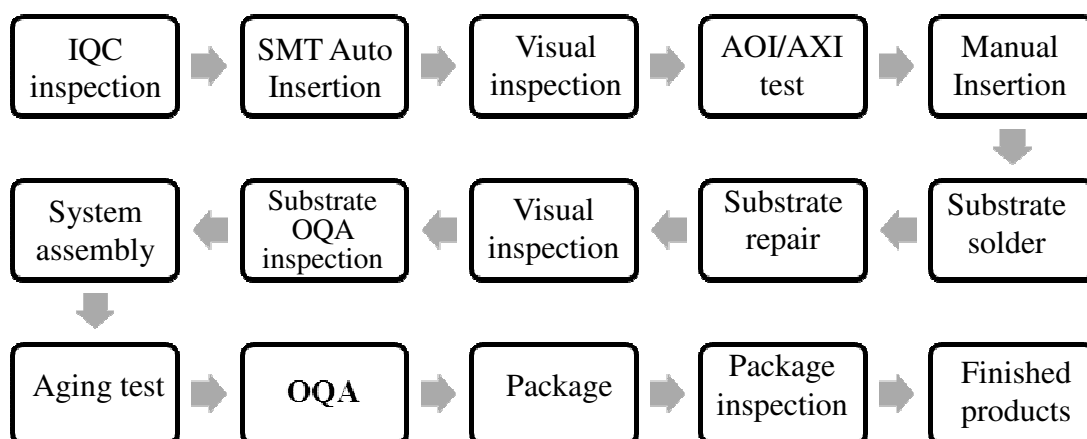 IQC
inspection
SMT Auto
Insertion
Visual
inspection
AOI/AXI
test
Manual
Insertion
System
assembly
Substrate
OQA
inspection
Visual
inspection
Substrate
repair
Substrate
solder
Aging test
OQA
Package
Package
inspection
Finished
products